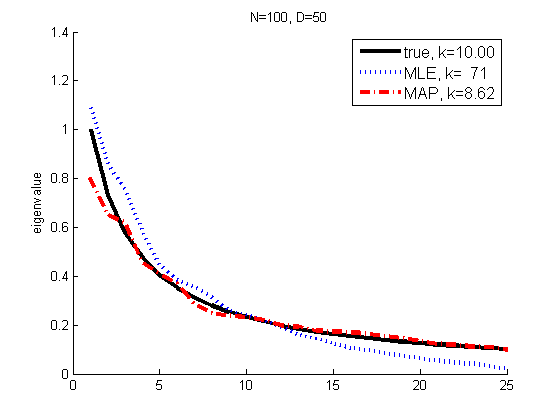 N=100, D=50
1.4
1.2
1
0.8
0.6
0.4
0.2
0
eigenvalue
0 5 10 15 20 25
true, k=10.00
MLE, k= 71
MAP, k=8.62